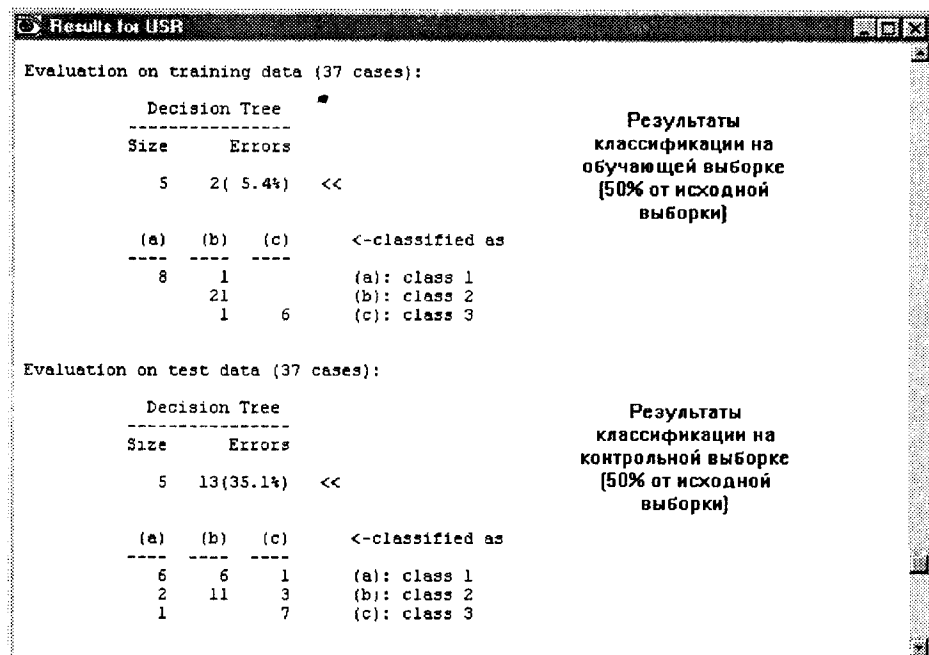 Results for USR
Evaluation on training data (37 cases):
Decision Tree
Size Errors
5 2( 5.4%) <<
(a) (b) (c) <-classified as
8 1 (a): class 1
21 (b): class 2
1 6 (c): class 3
Результаты
классификации на
обучающей выборке
(50% от исходной
выборки)
Evaluation on test data (37 cases):
Decision Tree
Size Errors
5 13(35.1%) <<
(a) (b) (c) <-classified as
6 6 1 (a): class 1
2 11 3 (b): class 2
1 7 (c): class 3
Результаты
классификации на
контрольной выборке
(50% от исходной
выборки)